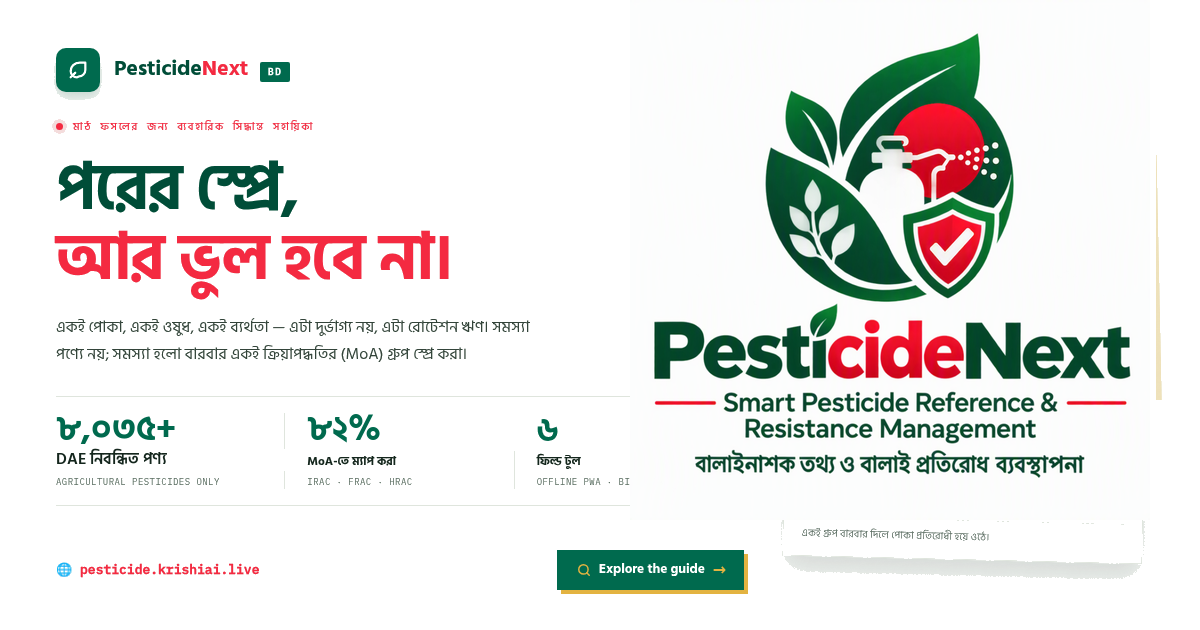 PesticideNext BD
মাঠ ফসলের জন্য ব্যবহারিক সিদ্ধান্ত সহায়িকা
পরের স্প্রে,
আর ভুল হবে না।
একই পোকা, একই ওষুধ, একই ব্যর্থতা — এটা দুর্ভাগ্য নয়, এটা রোটেশন ঋণ। সমস্যা
পণ্যে নয়; সমস্যা হলো বারবার একই ক্রিয়াপদ্ধতির (MoA) গ্রুপ স্প্রে করা।
৮,০৩৫+
DAE নিবন্ধিত পণ্য
AGRICULTURAL PESTICIDES ONLY
৮২%
MoA-তে ম্যাপ করা
IRAC · FRAC · HRAC
৬
ফিল্ড টুল
OFFLINE PWA · BI
pesticide.krishiai.live
Explore the guide →
PesticideNext
Smart Pesticide Reference &
Resistance Management
বালাইনাশক তথ্য ও বালাই প্রতিরোধ ব্যবস্থাপনা
একই গ্রুপ বারবার দিলে পোকা প্রতিরোধী হয়ে ওঠে।